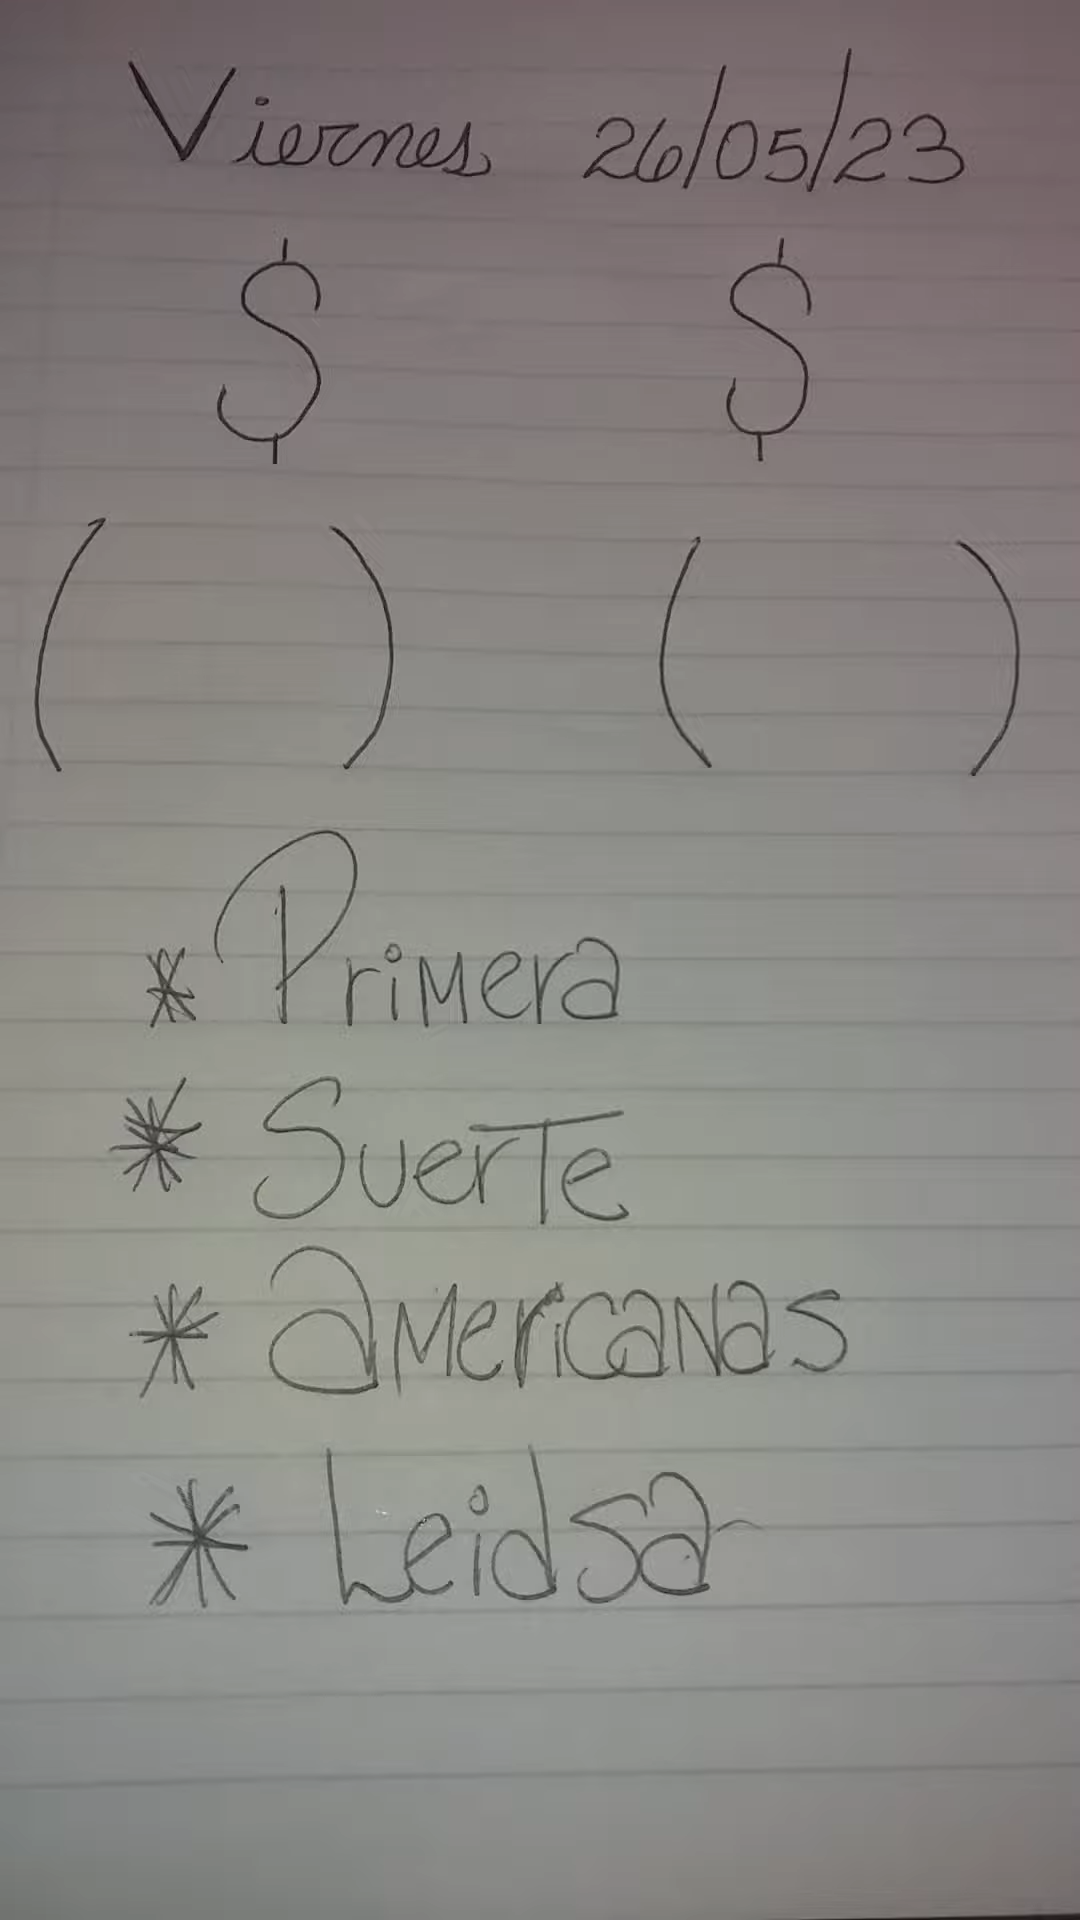 Viernes 26/05/23
$ $
( ) ( )
* Primera
* Suerte
* Americanas
* Leidsa